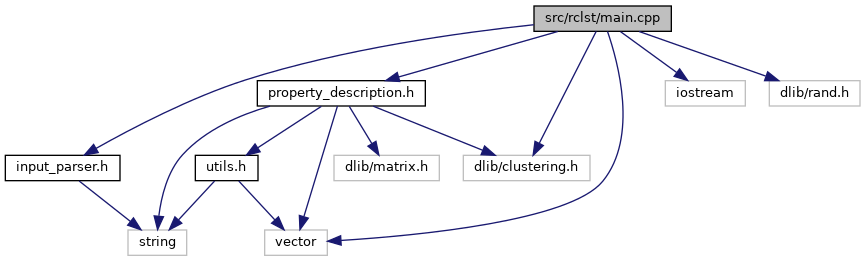 src/rclst/main.cpp
property_description.h
iostream
dlib/rand.h
input_parser.h
utils.h
dlib/matrix.h
dlib/clustering.h
string
vector